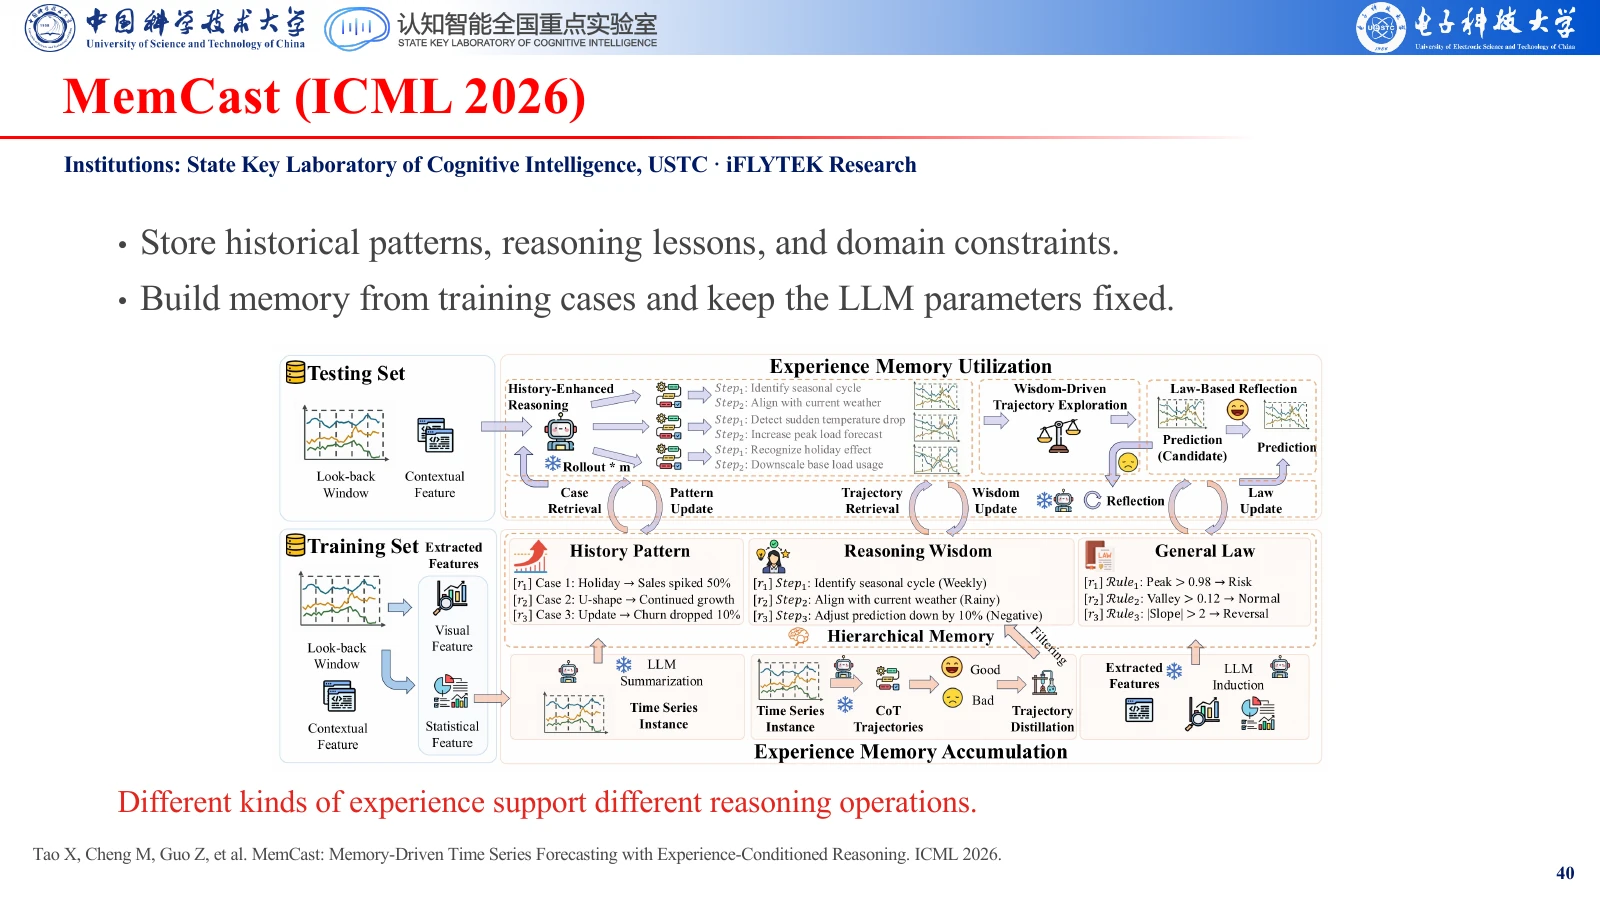 中国科学技术大学
University of Science and Technology of China
认知智能全国重点实验室
STATE KEY LABORATORY OF COGNITIVE INTELLIGENCE
电子科技大学
University of Electronic Science and Technology of China
MemCast (ICML 2026)
Institutions: State Key Laboratory of Cognitive Intelligence, USTC · iFLYTEK Research
• Store historical patterns, reasoning lessons, and domain constraints.
• Build memory from training cases and keep the LLM parameters fixed.
Testing Set
Look-back
Window
Contextual
Feature
Experience Memory Utilization
History-Enhanced
Reasoning
Rollout * m
Step₁: Identify seasonal cycle
Step₂: Align with current weather
Step₁: Detect sudden temperature drop
Step₂: Increase peak load forecast
Step₁: Recognize holiday effect
Step₂: Downscale base load usage
Wisdom-Driven
Trajectory Exploration
Law-Based Reflection
Prediction
(Candidate)
Prediction
Case
Retrieval
Pattern
Update
Trajectory
Retrieval
Wisdom
Update
Reflection
Law
Update
Training Set
Extracted
Features
Look-back
Window
Contextual
Feature
Visual
Feature
Statistical
Feature
History Pattern
[r₁] Case 1: Holiday → Sales spiked 50%
[r₂] Case 2: U-shape → Continued growth
[r₃] Case 3: Update → Churn dropped 10%
Reasoning Wisdom
[r₁] Step₁: Identify seasonal cycle (Weekly)
[r₂] Step₂: Align with current weather (Rainy)
[r₃] Step₃: Adjust prediction down by 10% (Negative)
General Law
LAW
[r₁] Rule₁: Peak > 0.98 → Risk
[r₂] Rule₂: Valley > 0.12 → Normal
[r₃] Rule₃: |Slope| > 2 → Reversal
Hierarchical Memory
Filtering
LLM
Summarization
Time Series
Instance
Time Series
Instance
CoT
Trajectories
Good
Bad
Trajectory
Distillation
Extracted
Features
LLM
Induction
Experience Memory Accumulation
Different kinds of experience support different reasoning operations.
Tao X, Cheng M, Guo Z, et al. MemCast: Memory-Driven Time Series Forecasting with Experience-Conditioned Reasoning. ICML 2026.
40